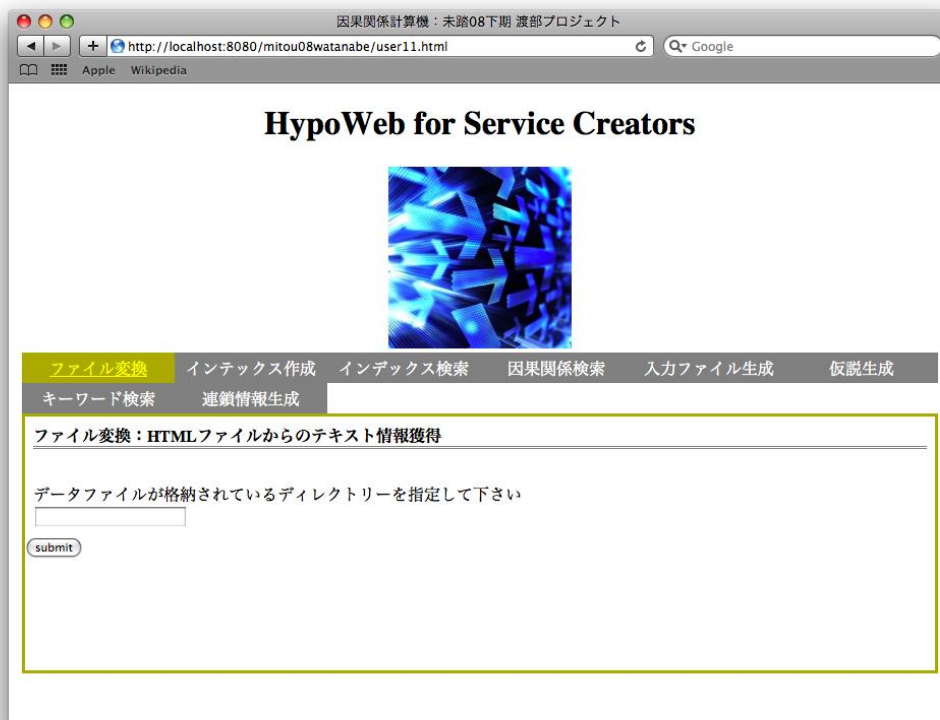 因果関係計算機：未踏08下期 渡部プロジェクト
http://localhost:8080/mitou08watanabe/user11.html
Google
Apple Wikipedia
HypoWeb for Service Creators
ファイル変換 インテックス作成 インデックス検索 因果関係検索 入力ファイル生成 仮説生成
キーワード検索 連鎖情報生成
ファイル変換：HTMLファイルからのテキスト情報獲得
データファイルが格納されているディレクトリーを指定して下さい
submit